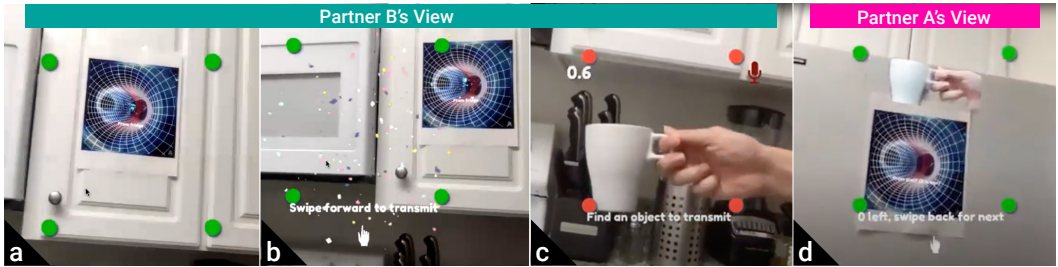 Partner B's View
Partner A's View
0.6
Swipe forward to transmit
Find an object to transmit
0 left, swipe back for next
a
b
c
d